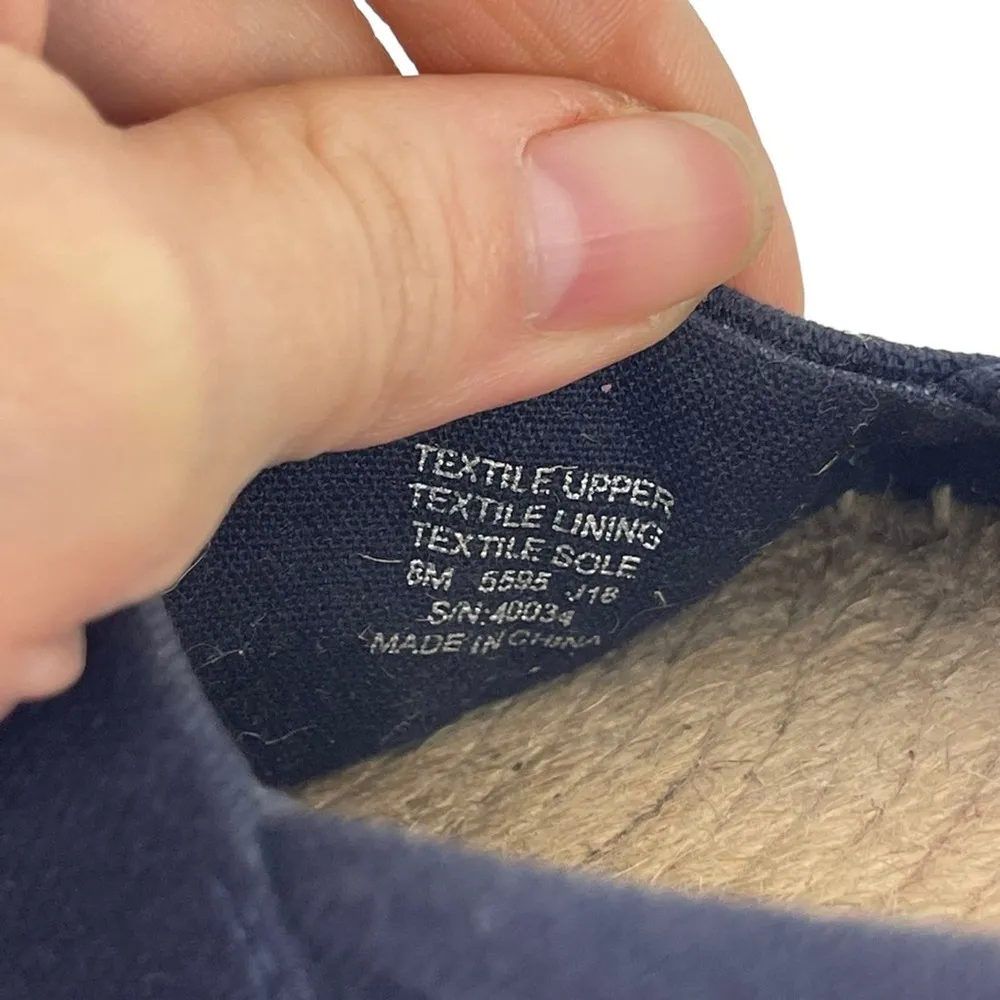 TEXTILE UPPER
TEXTILE LINING
TEXTILE SOLE
8M 5595 J18
S/N:40034
MADE IN CHINA